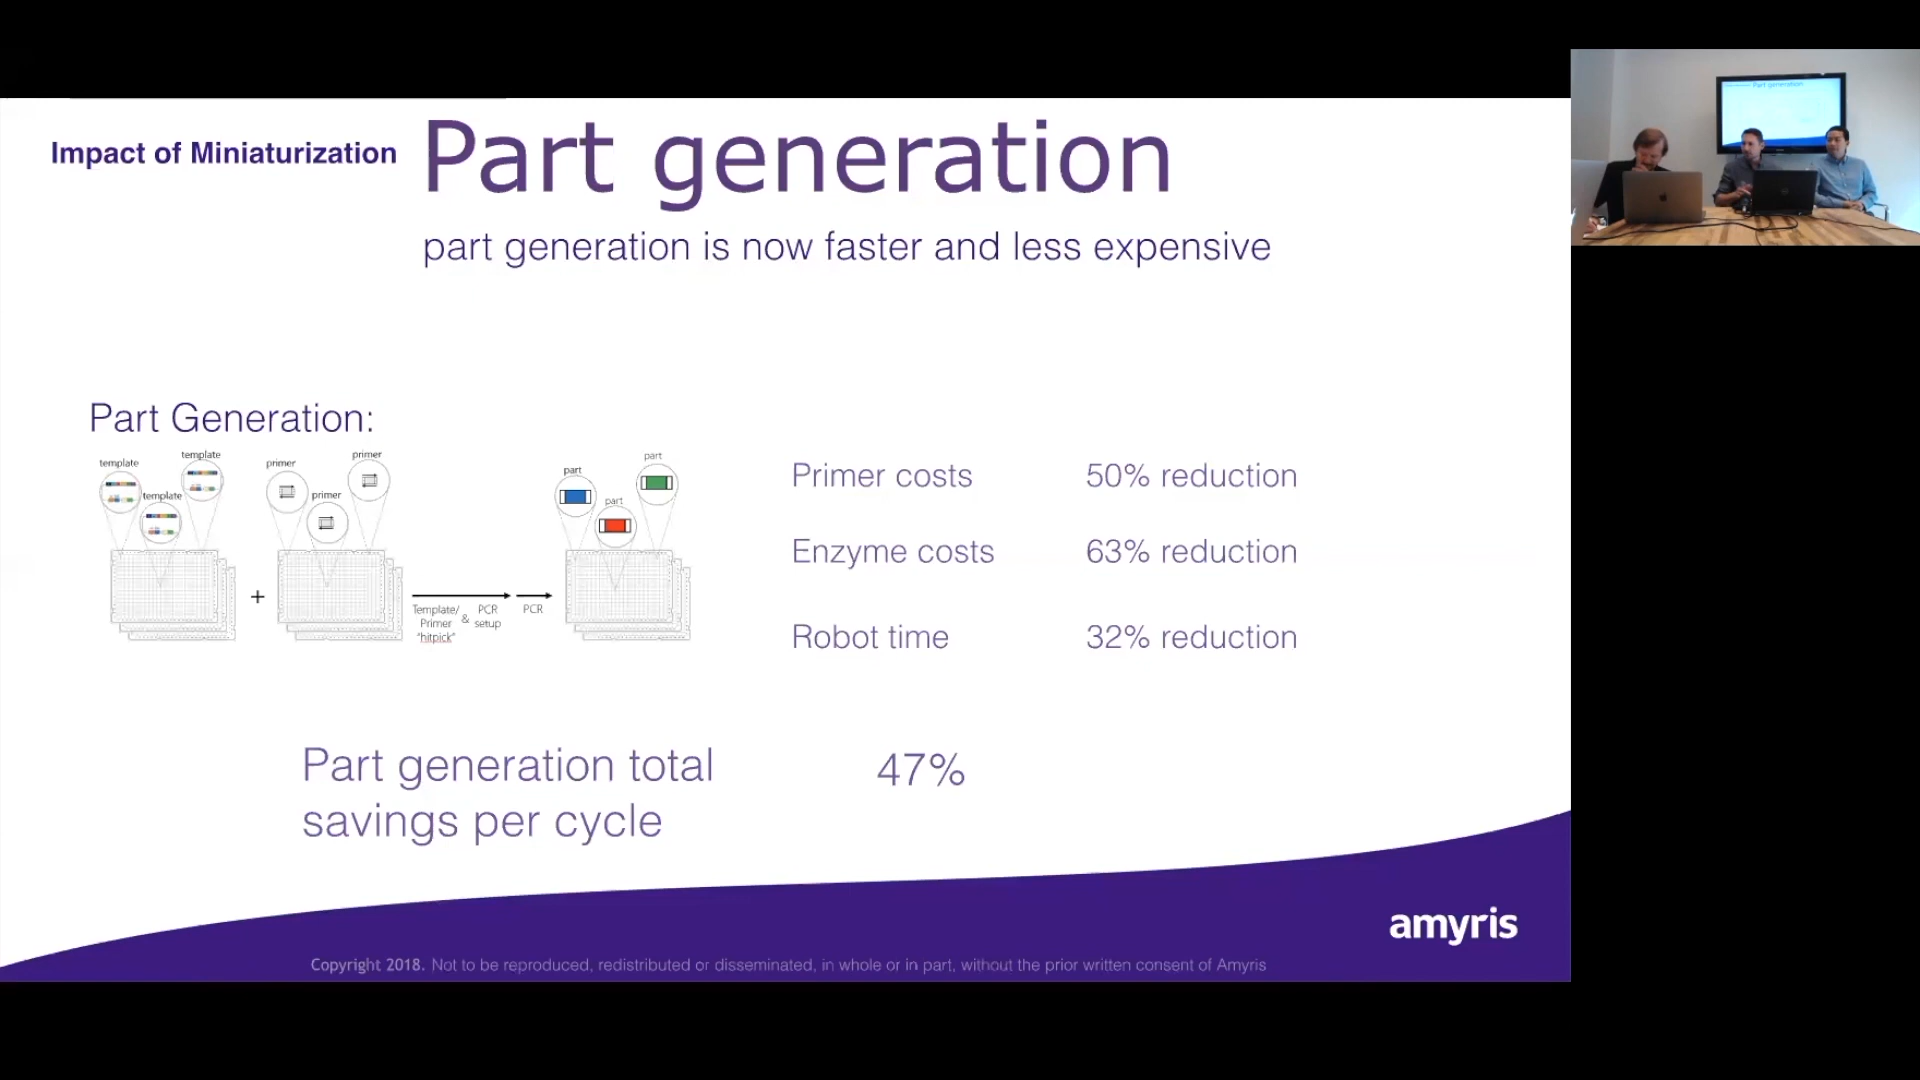 Impact of Miniaturization
Part generation
part generation is now faster and less expensive
Part Generation:
template
template
template
primer
primer
primer
+
Template/
Primer
"hitpick"
&
PCR
setup
PCR
part
part
part
Primer costs 50% reduction
Enzyme costs 63% reduction
Robot time 32% reduction
Part generation total
savings per cycle
47%
amyris
Copyright 2018. Not to be reproduced, redistributed or disseminated, in whole or in part, without the prior written consent of Amyris
Part generation